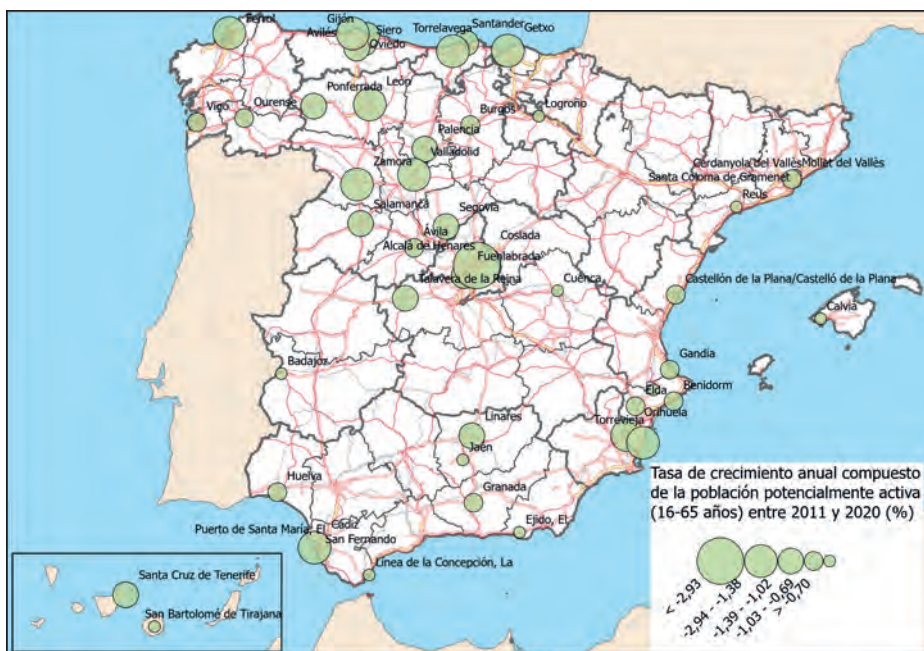 Ferrol
Gijón
Avilés
Siero
Oviedo
Torrelavega
Santander
Getxo
Vigo
Ourense
Ponferrada
León
Burgos
Logroño
Palencia
Valladolid
Zamora
Cerdanyola del Vallès
Mollet del Vallès
Santa Coloma de Gramenet
Reus
Salamanca
Segovia
Ávila
Coslada
Alcalá de Henares
Fuenlabrada
Talavera de la Reina
Cuenca
Castellón de la Plana/Castelló de la Plana
Calvià
Badajoz
Gandia
Elda
Benidorm
Linares
Torrevieja
Orihuela
Jaén
Huelva
Granada
Puerto de Santa María, El
Cádiz
San Fernando
Ejido, El
Línea de la Concepción, La
Santa Cruz de Tenerife
San Bartolomé de Tirajana
Tasa de crecimiento anual compuesto
de la población potencialmente activa
(16-65 años) entre 2011 y 2020 (%)
< -2,93
-2,94 - -1,38
-1,39 - -1,02
-1,03 - -0,69
> -0,70